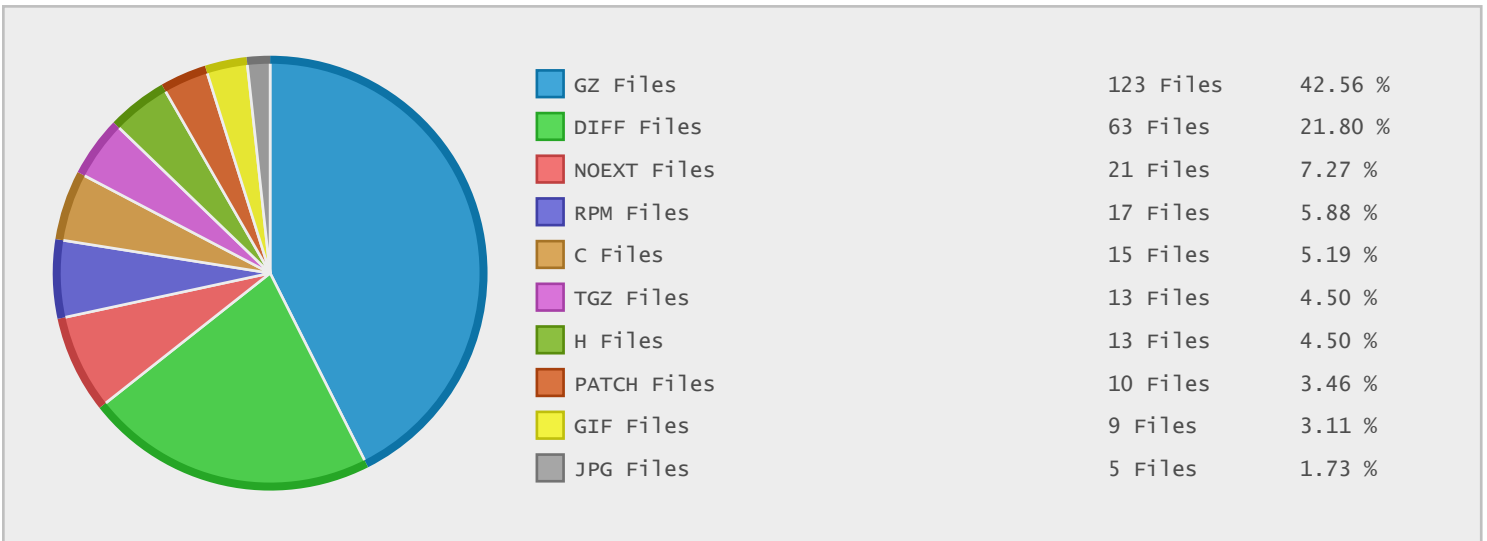 GZ Files 123 Files 42.56 %
DIFF Files 63 Files 21.80 %
NOEXT Files 21 Files 7.27 %
RPM Files 17 Files 5.88 %
C Files 15 Files 5.19 %
TGZ Files 13 Files 4.50 %
H Files 13 Files 4.50 %
PATCH Files 10 Files 3.46 %
GIF Files 9 Files 3.11 %
JPG Files 5 Files 1.73 %